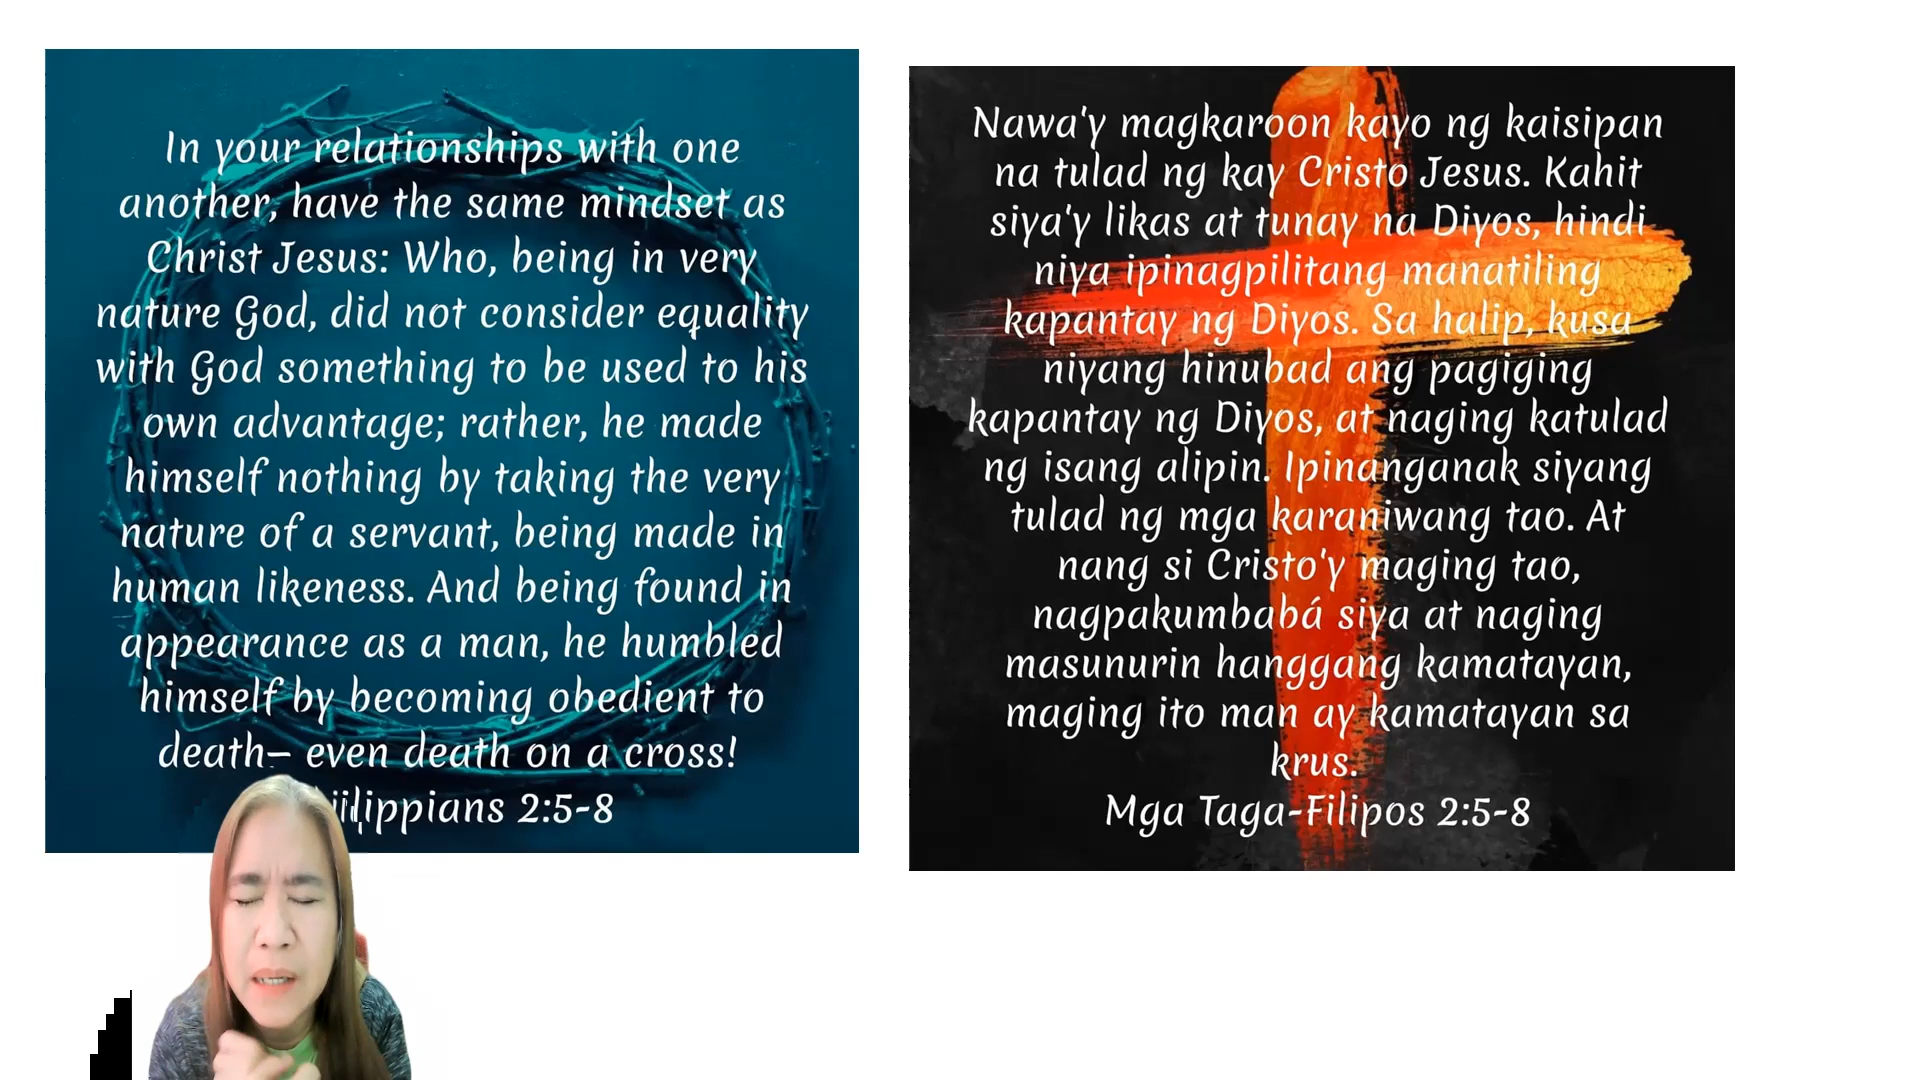 In your relationships with one
another, have the same mindset as
Christ Jesus: Who, being in very
nature God, did not consider equality
with God something to be used to his
own advantage; rather, he made
himself nothing by taking the very
nature of a servant, being made in
human likeness. And being found in
appearance as a man, he humbled
himself by becoming obedient to
death– even death on a cross!
2:5-8
Nawa'y magkaroon kayo ng kaisipan
na tulad ng kay Cristo Jesus. Kahit
siya'y likas at tunay na Diyos, hindi
niya ipinagpilitang manatiling
kapantay ng Diyos. Sa halip, kusa
niyang hinubad ang pagiging
kapantay ng Diyos, at naging katulad
ng isang alipin. Ipinanganak siyang
tulad ng mga karaniwang tao. At
nang si Cristo'y maging tao,
nagpakumbabá siya at naging
masunurin hanggang kamatayan,
maging ito man ay kamatayan sa
krus.
Mga Taga-Filipos 2:5-8